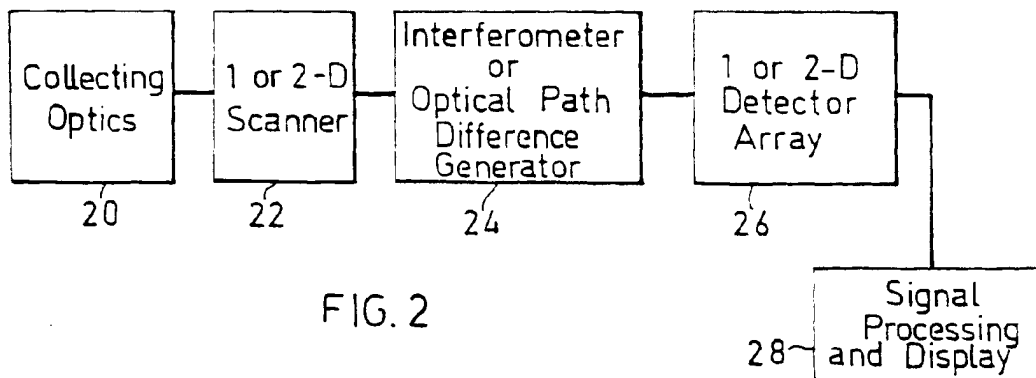 Collecting
Optics
20
1 or 2-D
Scanner
22
Interferometer
or
Optical Path
Difference
Generator
24
1 or 2-D
Detector
Array
26
Signal
Processing
and Display
28
FIG. 2